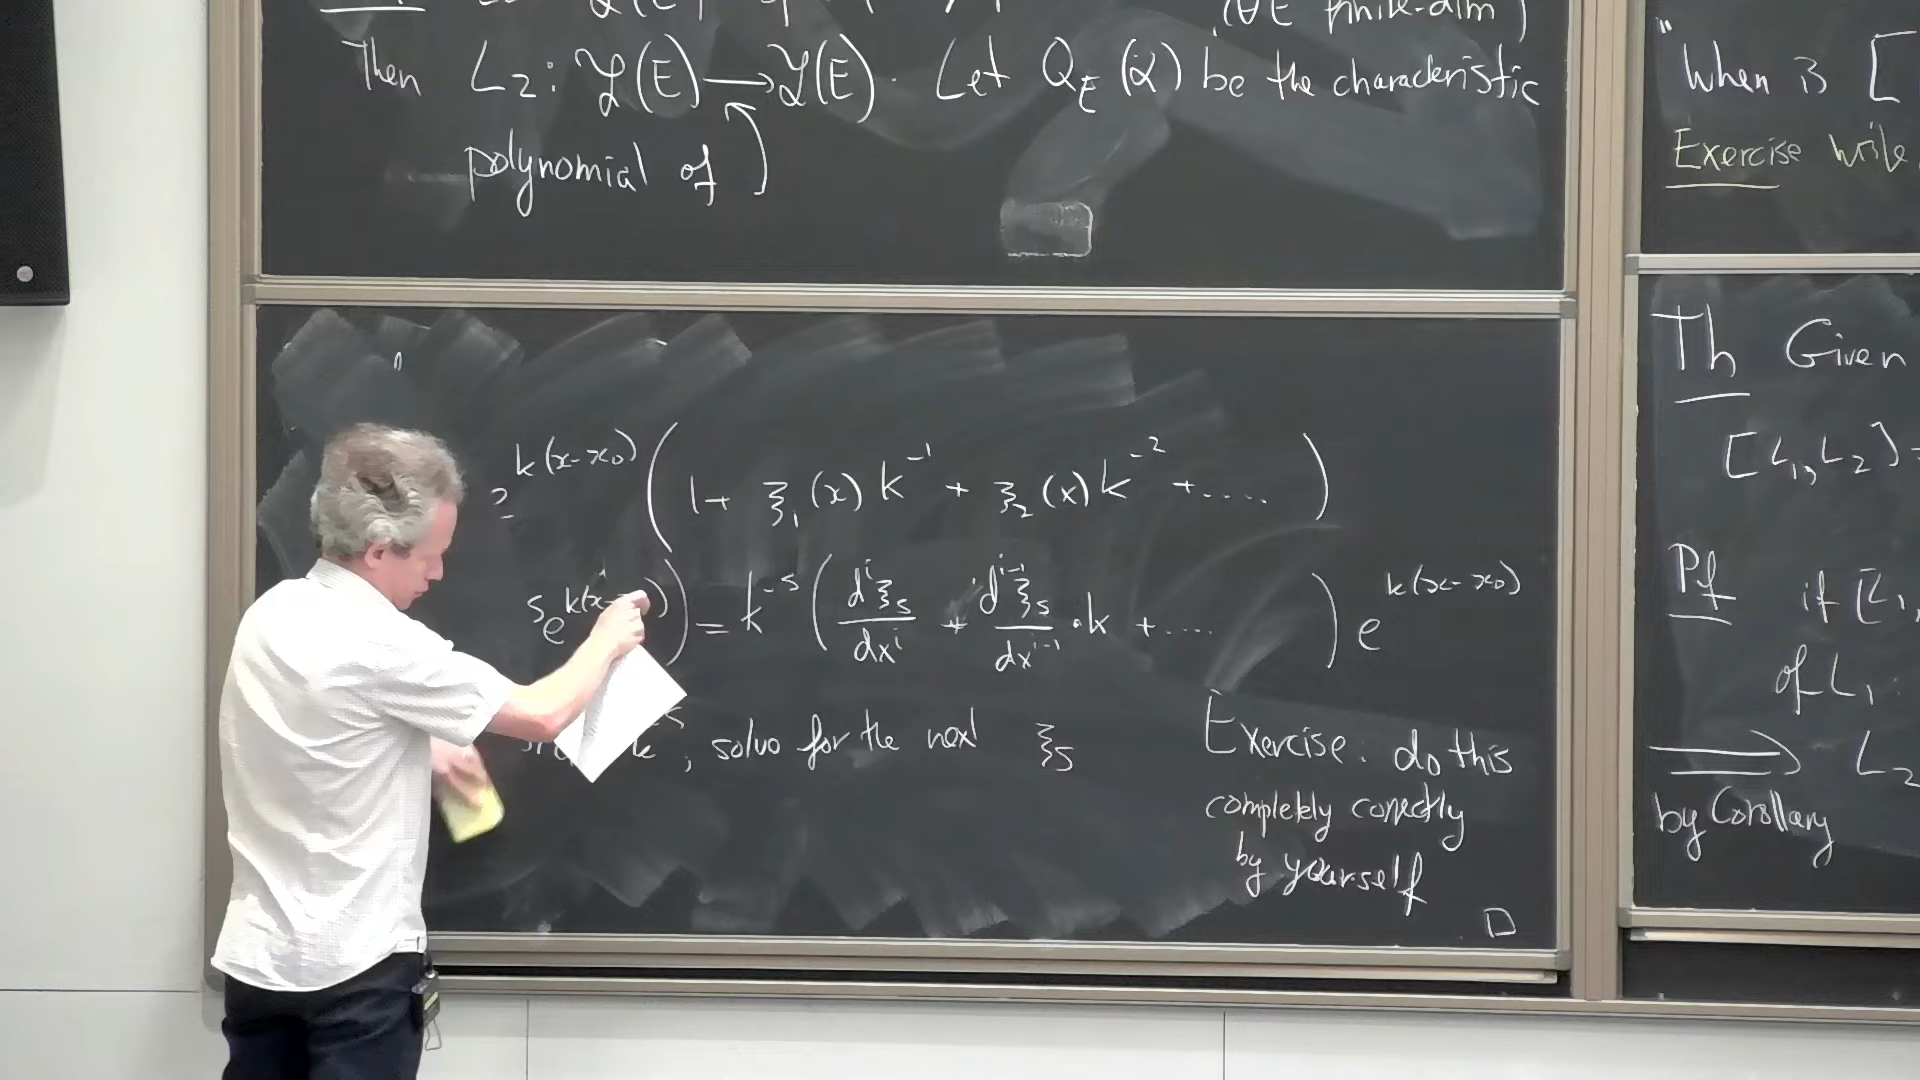 (∀E finite-dim)
Then L₂: 𝓛(E) ⟶ 𝓛(E). Let Q_E(α) be the characteristic
polynomial of
e^{k(x-x₀)} (1 + ξ₁(x) k^{-1} + ξ₂(x) k^{-2} + ..... )
^s e^{k(x-x₀)}) = k^{-s} ( d^iξ_s/dx^i + i d^{i-1}ξ_s/dx^{i-1} · k + .... ) e^{k(x-x₀)}
, solve for the next ξ_s
Exercise: do this
completely correctly
by yourself
□
"When is [
Exercise write
Th Given
[L₁, L₂] =
Pf if [L₁,
of L₁
⟹ L₂
by Corollary